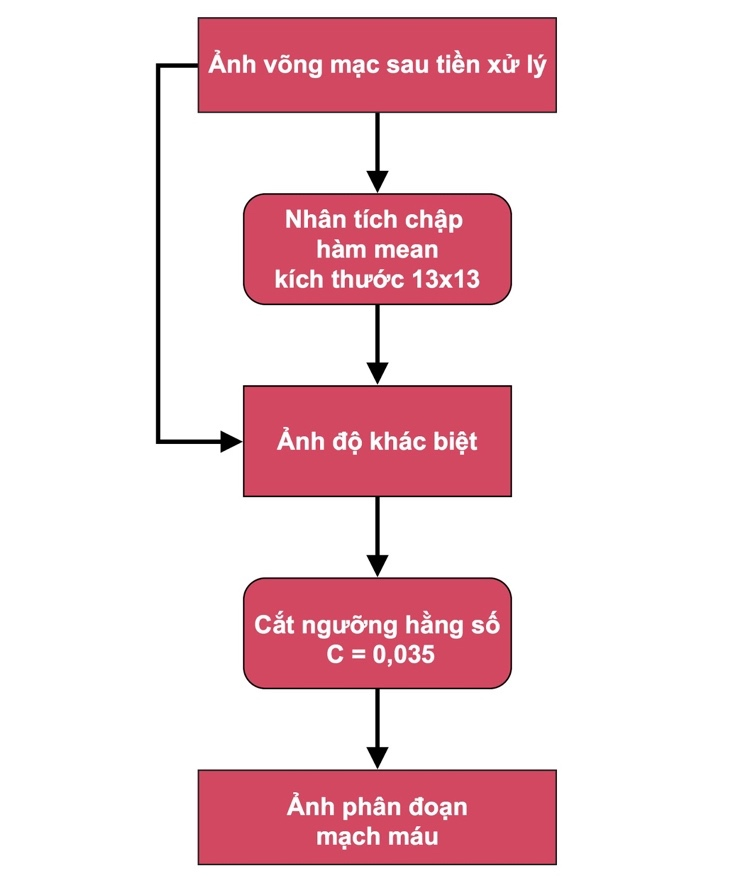 Ảnh võng mạc sau tiền xử lý
Nhân tích chập
hàm mean
kích thước 13x13
Ảnh độ khác biệt
Cắt ngưỡng hằng số
C = 0,035
Ảnh phân đoạn
mạch máu